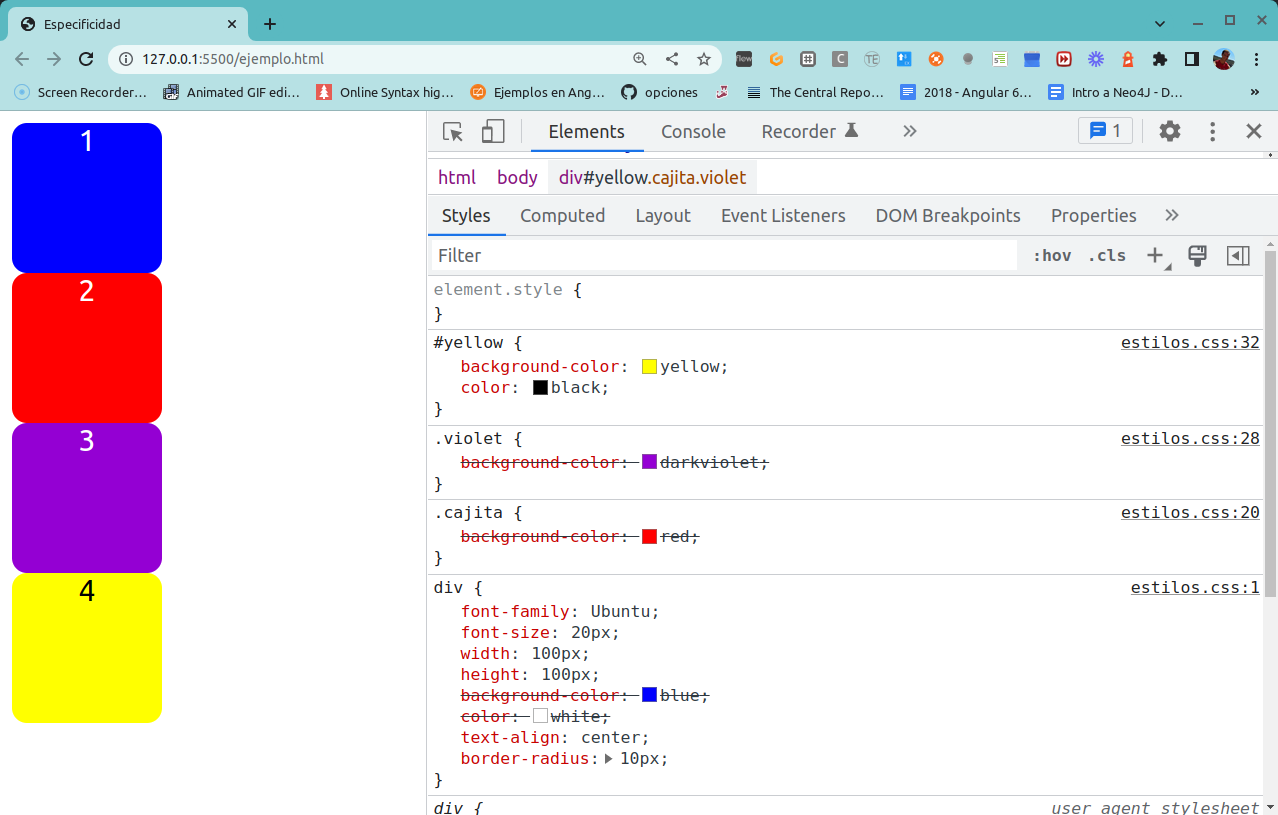 Especificidad
127.0.0.1:5500/ejemplo.html
flow C TE
Screen Recorder… Animated GIF edi… Online Syntax hig… Ejemplos en Ang… opciones The Central Repo… 2018 - Angular 6… Intro a Neo4J - D… »
1
2
3
4
Elements Console Recorder » 1
html body div#yellow.cajita.violet
Styles Computed Layout Event Listeners DOM Breakpoints Properties »
Filter :hov .cls +
element.style {
}
#yellow { estilos.css:32
background-color: yellow;
color: black;
}
.violet { estilos.css:28
background-color: darkviolet;
}
.cajita { estilos.css:20
background-color: red;
}
div { estilos.css:1
font-family: Ubuntu;
font-size: 20px;
width: 100px;
height: 100px;
background-color: blue;
color: white;
text-align: center;
border-radius: 10px;
}
div { user agent stylesheet